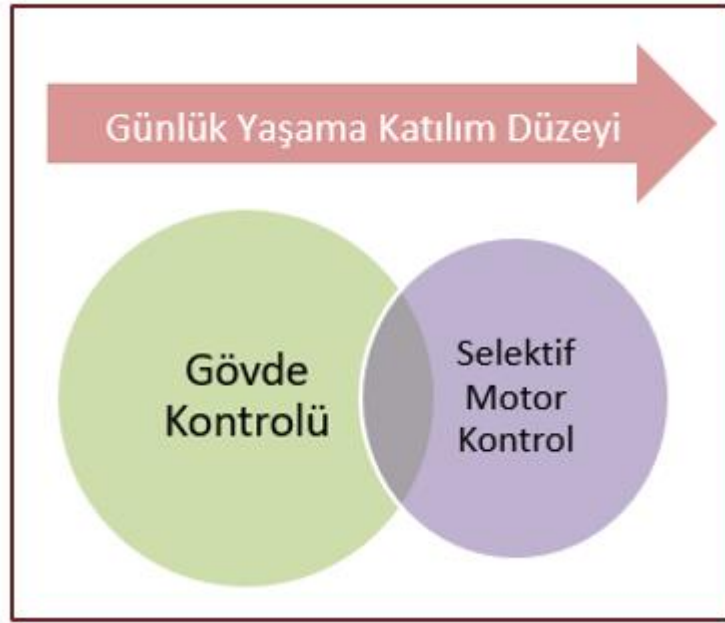 Günlük Yaşama Katılım Düzeyi
Gövde
Kontrolü
Selektif
Motor
Kontrol